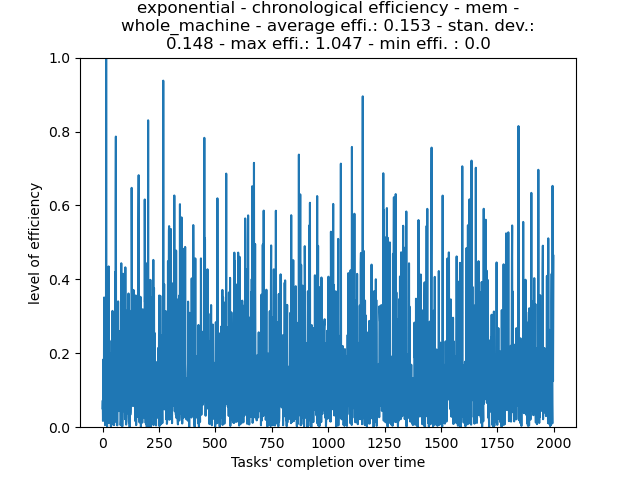 exponential - chronological efficiency - mem -
whole_machine - average effi.: 0.153 - stan. dev.:
0.148 - max effi.: 1.047 - min effi. : 0.0
1.0
0.8
0.6
0.4
0.2
0.0
level of efficiency
0 250 500 750 1000 1250 1500 1750 2000
Tasks' completion over time